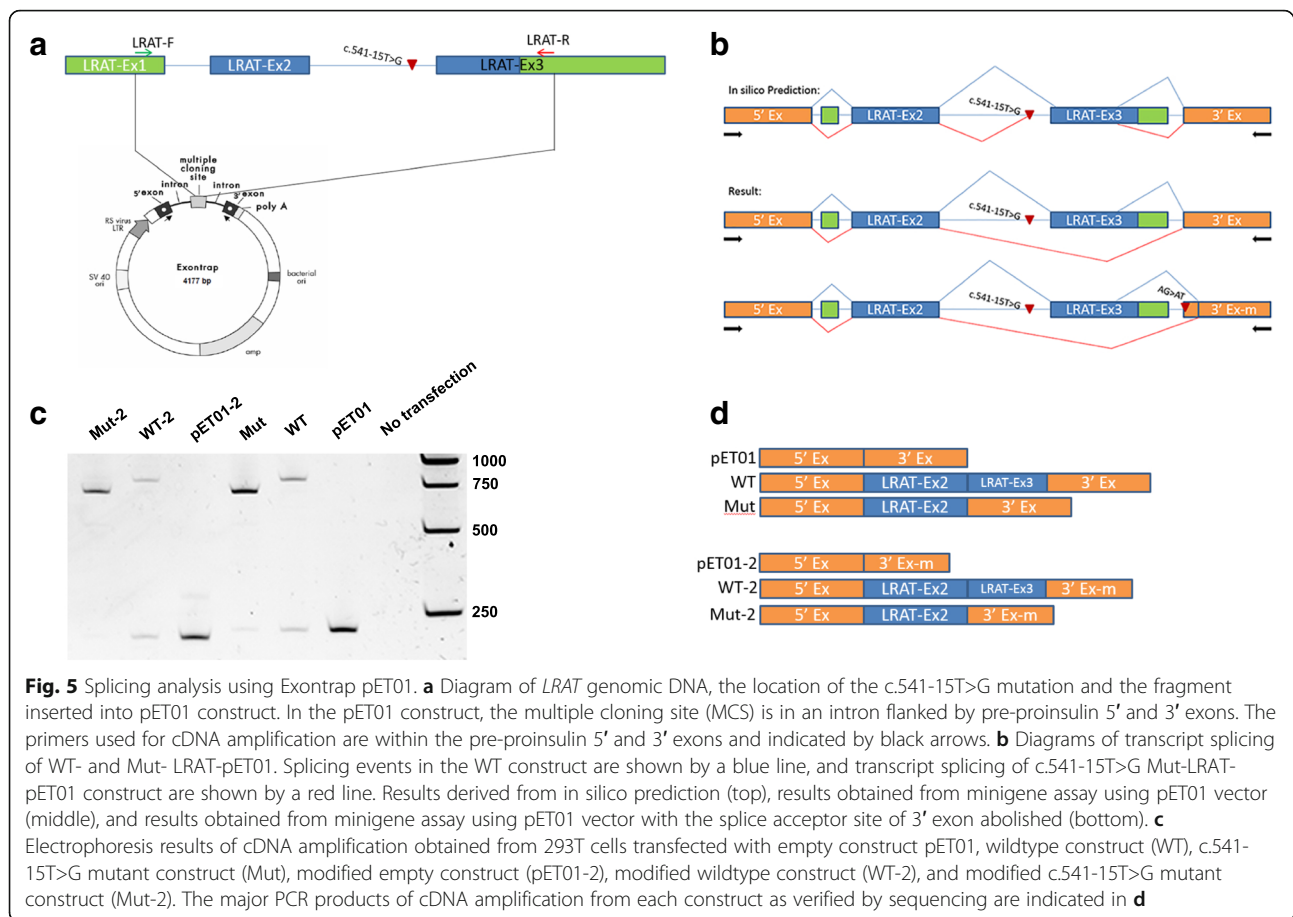 a
LRAT-F
c.541-15T>G
LRAT-R
LRAT-Ex1
LRAT-Ex2
LRAT-Ex3
multiple
cloning
site
5'exon
intron
intron
3'exon
poly A
RS virus
LTR
SV 40
ori
Exontrap
4177 bp
bacterial
ori
amp
b
In silico Prediction:
c.541-15T>G
5' Ex
LRAT-Ex2
LRAT-Ex3
3' Ex
Result:
c.541-15T>G
5' Ex
LRAT-Ex2
LRAT-Ex3
3' Ex
c.541-15T>G
AG>AT
5' Ex
LRAT-Ex2
LRAT-Ex3
3' Ex-m
c
Mut-2
WT-2
pET01-2
Mut
WT
pET01
No transfection
1000
750
500
250
d
pET01
5' Ex
3' Ex
WT
5' Ex
LRAT-Ex2
LRAT-Ex3
3' Ex
Mut
5' Ex
LRAT-Ex2
3' Ex
pET01-2
5' Ex
3' Ex-m
WT-2
5' Ex
LRAT-Ex2
LRAT-Ex3
3' Ex-m
Mut-2
5' Ex
LRAT-Ex2
3' Ex-m
Fig. 5 Splicing analysis using Exontrap pET01. a Diagram of LRAT genomic DNA, the location of the c.541-15T>G mutation and the fragment
inserted into pET01 construct. In the pET01 construct, the multiple cloning site (MCS) is in an intron flanked by pre-proinsulin 5′ and 3′ exons. The
primers used for cDNA amplification are within the pre-proinsulin 5′ and 3′ exons and indicated by black arrows. b Diagrams of transcript splicing
of WT- and Mut- LRAT-pET01. Splicing events in the WT construct are shown by a blue line, and transcript splicing of c.541-15T>G Mut-LRAT-
pET01 construct are shown by a red line. Results derived from in silico prediction (top), results obtained from minigene assay using pET01 vector
(middle), and results obtained from minigene assay using pET01 vector with the splice acceptor site of 3′ exon abolished (bottom). c
Electrophoresis results of cDNA amplification obtained from 293T cells transfected with empty construct pET01, wildtype construct (WT), c.541-
15T>G mutant construct (Mut), modified empty construct (pET01-2), modified wildtype construct (WT-2), and modified c.541-15T>G mutant
construct (Mut-2). The major PCR products of cDNA amplification from each construct as verified by sequencing are indicated in d